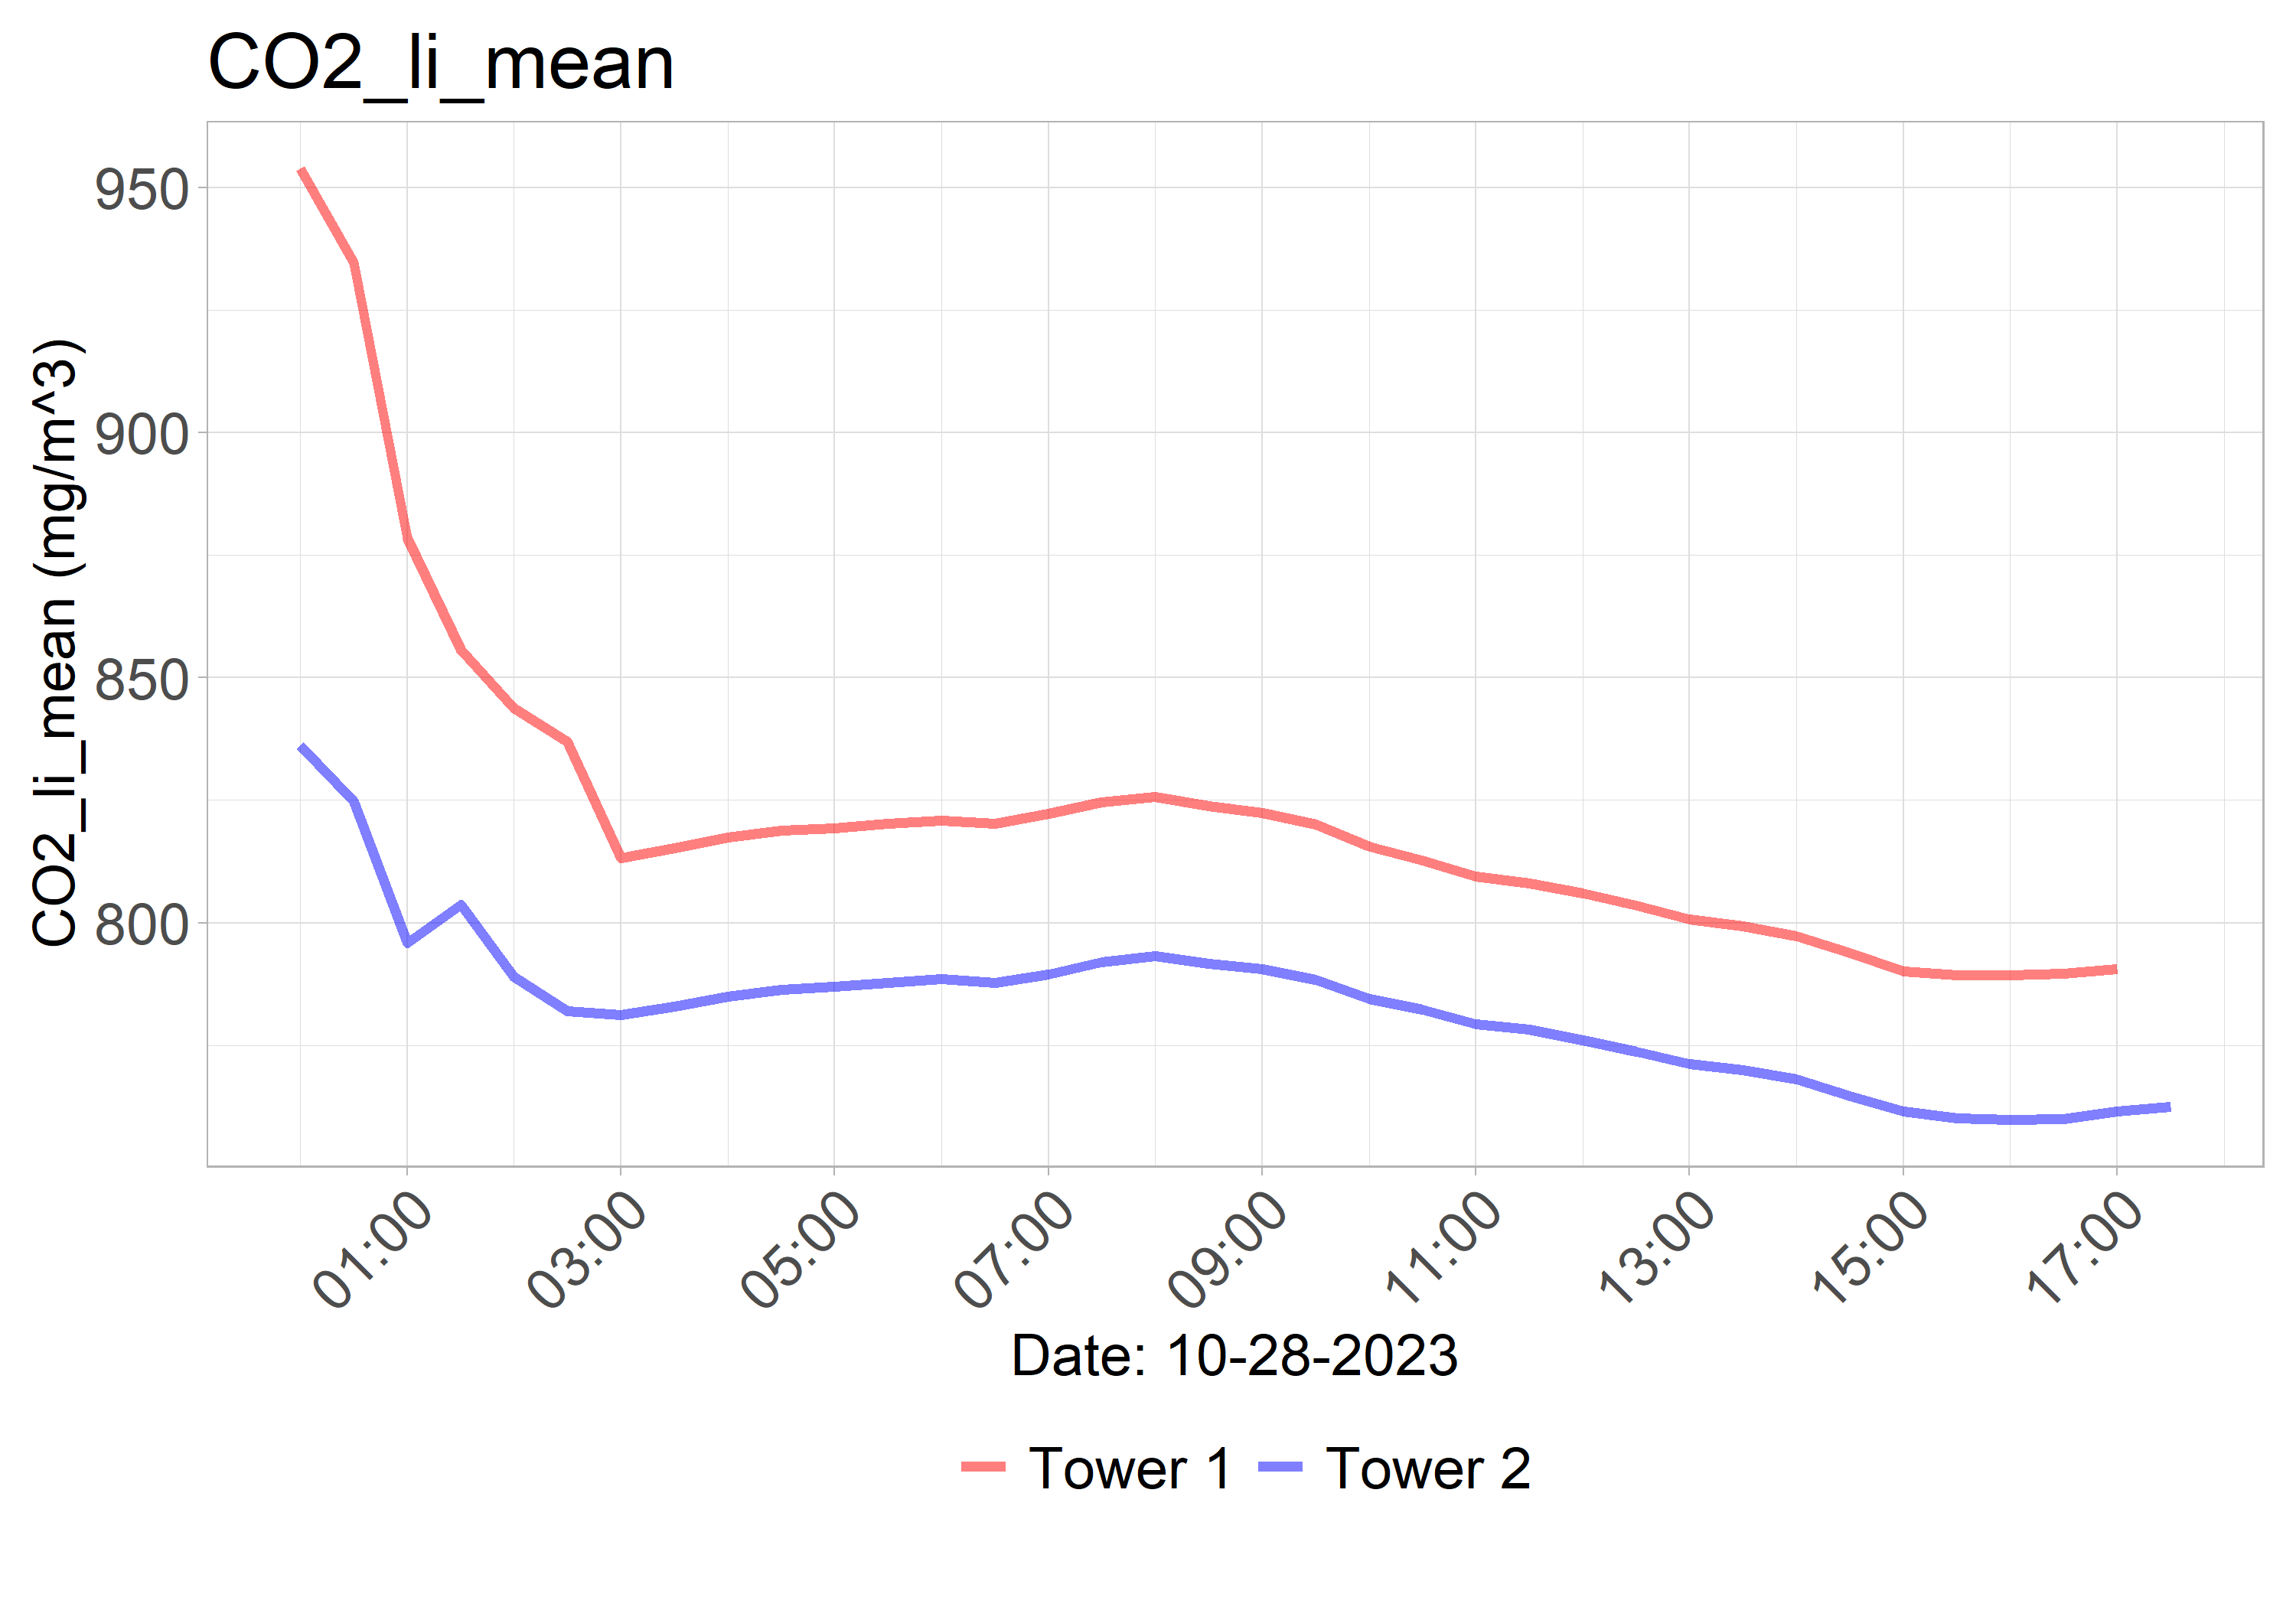 CO2_li_mean
CO2_li_mean (mg/m^3)
950
900
850
800
01:00
03:00
05:00
07:00
09:00
11:00
13:00
15:00
17:00
Date: 10-28-2023
Tower 1
Tower 2